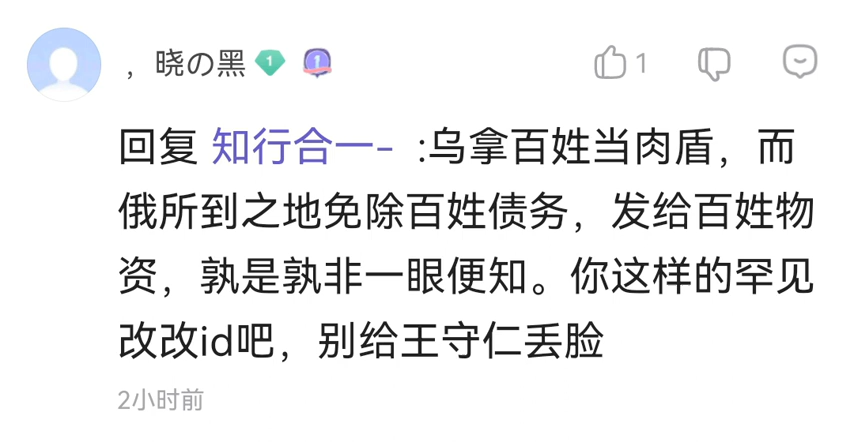 ，晓の黑 1 1 1
回复 知行合一- :乌拿百姓当肉盾，而
俄所到之地免除百姓债务，发给百姓物
资，孰是孰非一眼便知。你这样的罕见
改改id吧，别给王守仁丢脸
2小时前